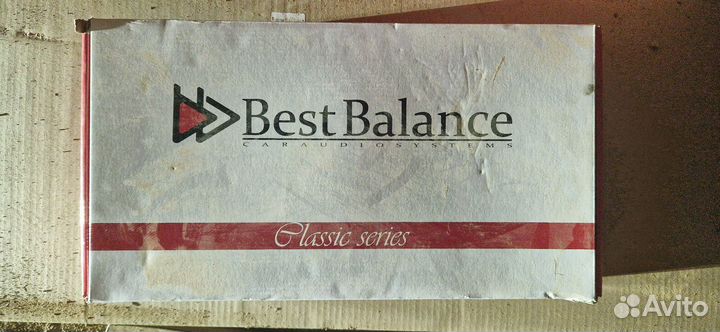 Best Balance
CARAUDIOSYSTEMS
Classic series
Avito